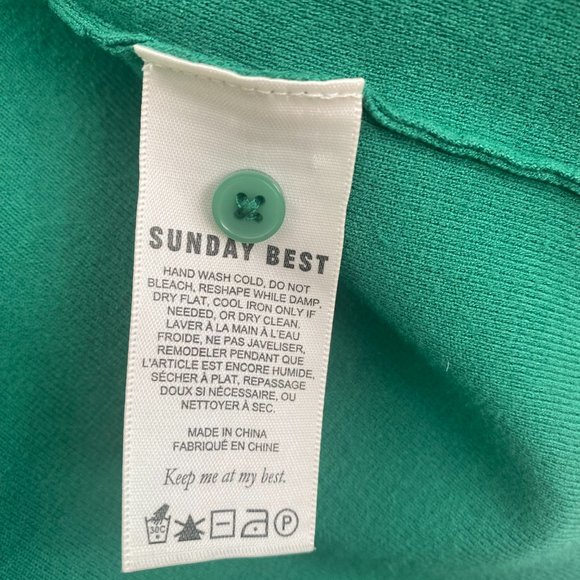 SUNDAY BEST
HAND WASH COLD, DO NOT
BLEACH, RESHAPE WHILE DAMP,
DRY FLAT, COOL IRON ONLY IF
NEEDED, OR DRY CLEAN.
LAVER À LA MAIN À L'EAU
FROIDE, NE PAS JAVELISER,
REMODELER PENDANT QUE
L'ARTICLE EST ENCORE HUMIDE,
SÉCHER À PLAT, REPASSAGE
DOUX SI NÉCESSAIRE, OU
NETTOYER À SEC.
MADE IN CHINA
FABRIQUÉ EN CHINE
Keep me at my best.
30C P